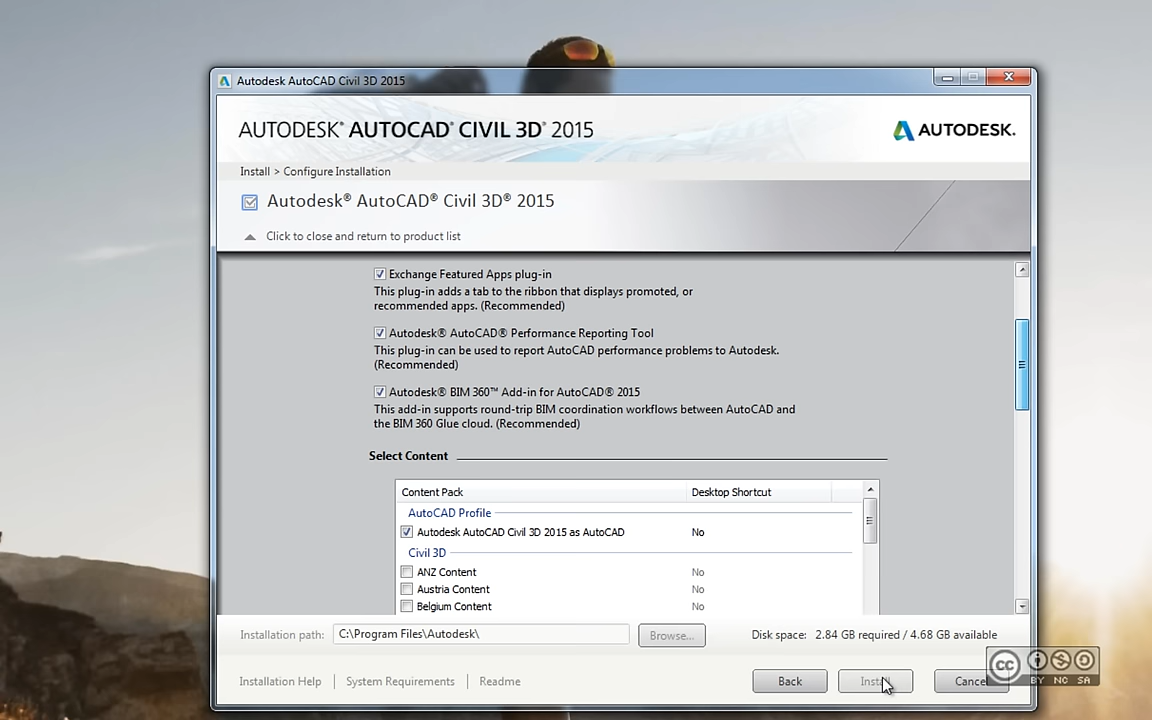 Autodesk AutoCAD Civil 3D 2015
AUTODESK® AUTOCAD® CIVIL 3D® 2015
AUTODESK.
Install > Configure Installation
Autodesk® AutoCAD® Civil 3D® 2015
Click to close and return to product list
Exchange Featured Apps plug-in
This plug-in adds a tab to the ribbon that displays promoted, or
recommended apps. (Recommended)
Autodesk® AutoCAD® Performance Reporting Tool
This plug-in can be used to report AutoCAD performance problems to Autodesk.
(Recommended)
Autodesk® BIM 360™ Add-in for AutoCAD® 2015
This add-in supports round-trip BIM coordination workflows between AutoCAD and
the BIM 360 Glue cloud. (Recommended)
Select Content
Content Pack Desktop Shortcut
AutoCAD Profile
Autodesk AutoCAD Civil 3D 2015 as AutoCAD No
Civil 3D
ANZ Content No
Austria Content No
Belgium Content No
Installation path: C:\Program Files\Autodesk\ Browse... Disk space: 2.84 GB required / 4.68 GB available
Installation Help System Requirements Readme Back Install Cancel
cc BY NC SA